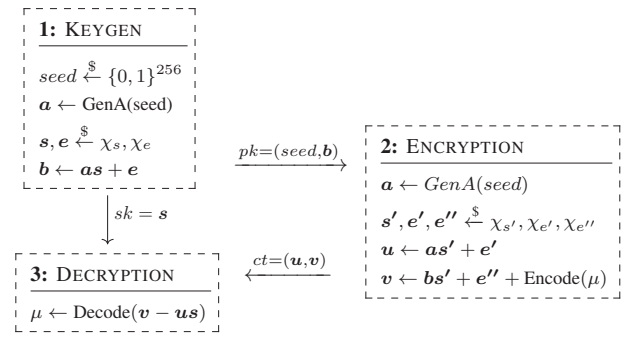 1: KEYGEN
seed $← {0, 1}^256
a ← GenA(seed)
s, e $← χ_s, χ_e
b ← as + e
pk=(seed,b)
sk = s
2: ENCRYPTION
a ← GenA(seed)
s′, e′, e″ $← χ_s′, χ_e′, χ_e″
u ← as′ + e′
v ← bs′ + e″ + Encode(μ)
ct=(u,v)
3: DECRYPTION
μ ← Decode(v − us)